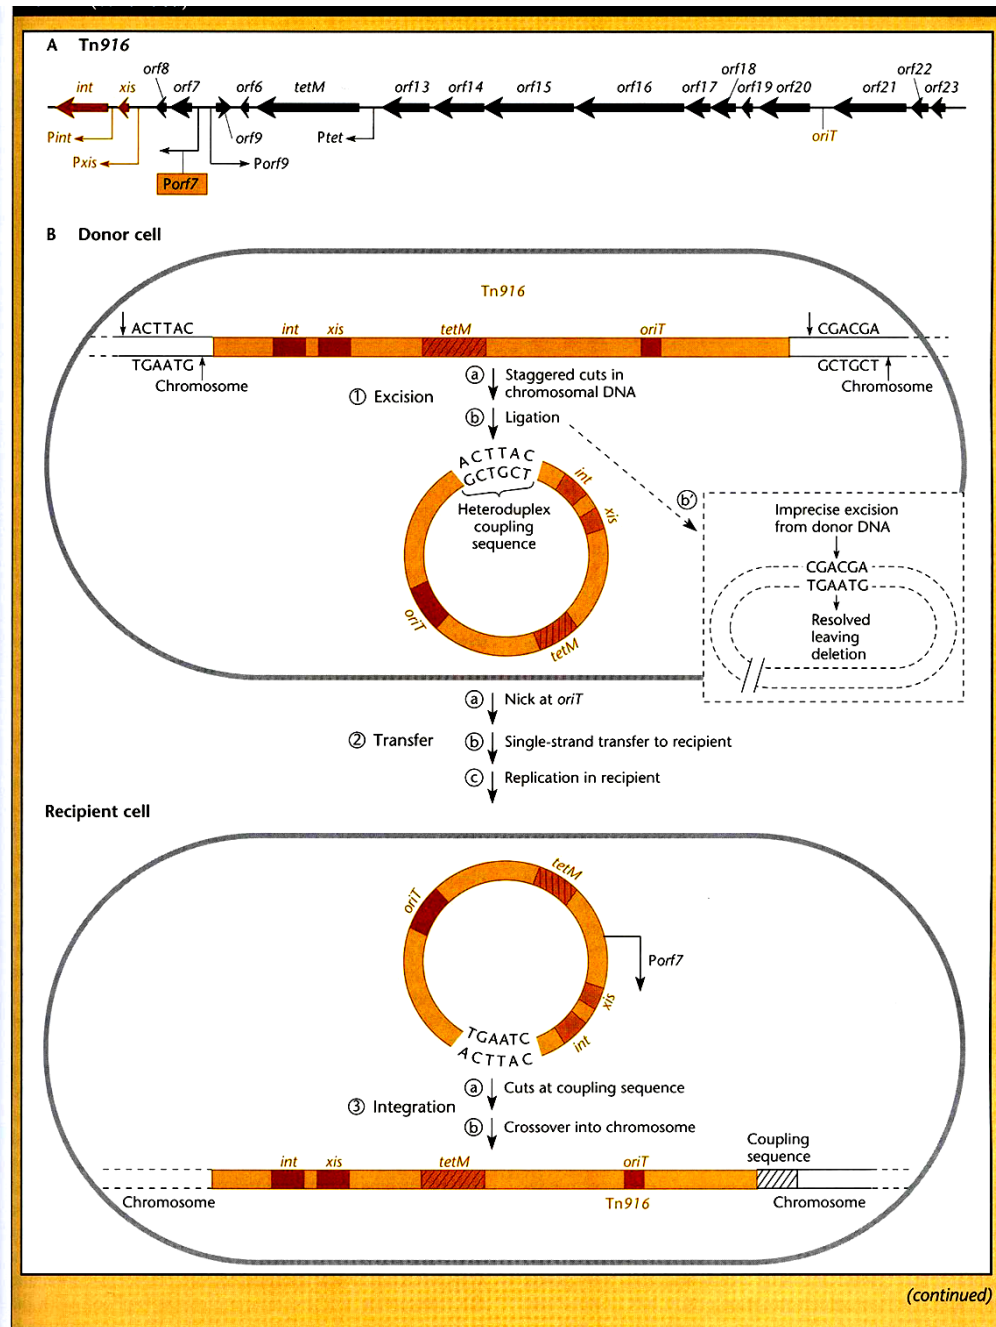 A Tn916
int xis orf8 orf7 orf6 tetM orf13 orf14 orf15 orf16 orf17 orf18 orf19 orf20 orf21 orf22 orf23
Pint orf9 Ptet oriT
Pxis Porf9
Porf7
B Donor cell
Tn916
ACTTAC int xis tetM oriT CGACGA
TGAATG GCTGCT
Chromosome Chromosome
a Staggered cuts in
chromosomal DNA
1 Excision
b Ligation
ACTTAC
GCTGCT
int
xis
Heteroduplex
coupling
sequence
oriT
tetM
b′
Imprecise excision
from donor DNA
CGACGA
TGAATG
Resolved
leaving
deletion
a Nick at oriT
2 Transfer b Single-strand transfer to recipient
c Replication in recipient
Recipient cell
tetM
oriT
Porf7
xis
int
TGAATC
ACTTAC
a Cuts at coupling sequence
3 Integration
b Crossover into chromosome
Coupling
sequence
int xis tetM oriT
Chromosome Tn916 Chromosome
(continued)